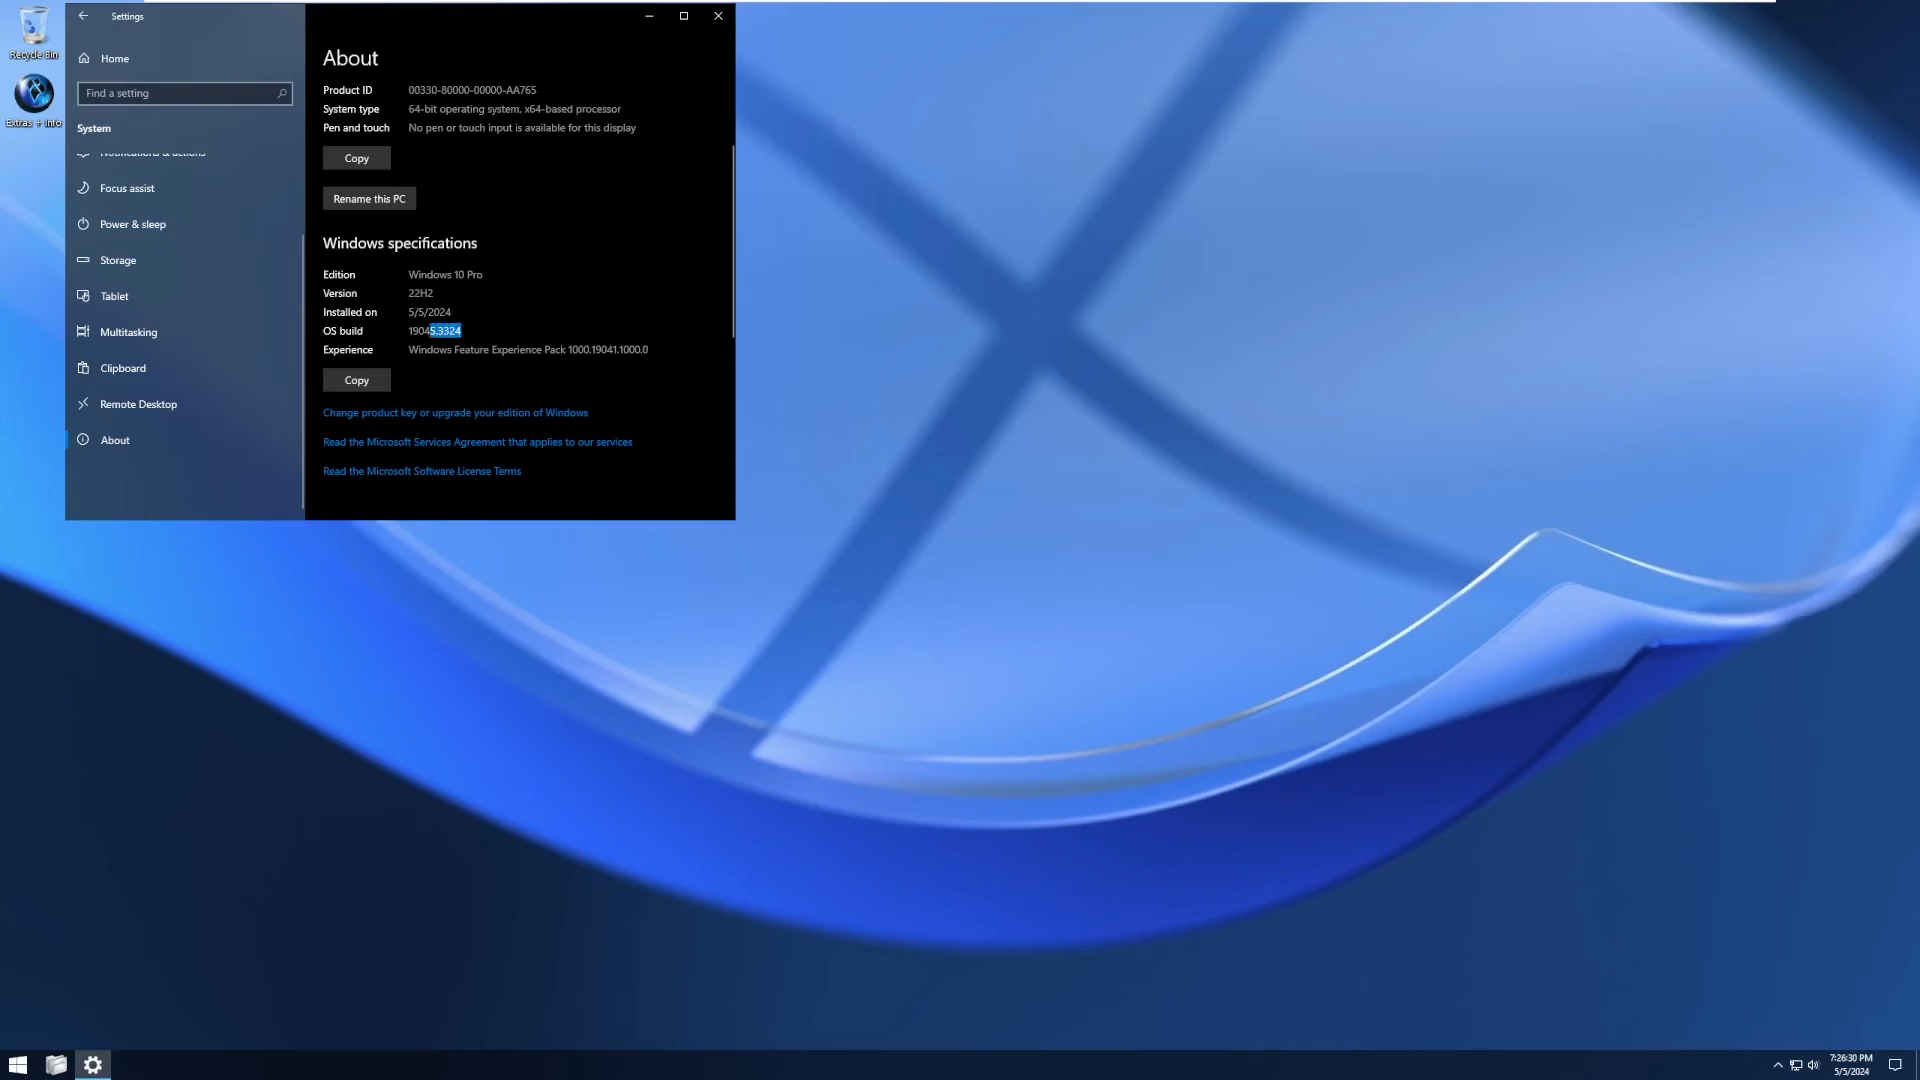 Recycle Bin
Extras + Info
Settings
Home
Find a setting
System
Notifications & actions
Focus assist
Power & sleep
Storage
Tablet
Multitasking
Clipboard
Remote Desktop
About
About
Product ID 00330-80000-00000-AA765
System type 64-bit operating system, x64-based processor
Pen and touch No pen or touch input is available for this display
Copy
Rename this PC
Windows specifications
Edition Windows 10 Pro
Version 22H2
Installed on 5/5/2024
OS build 19045.3324
Experience Windows Feature Experience Pack 1000.19041.1000.0
Copy
Change product key or upgrade your edition of Windows
Read the Microsoft Services Agreement that applies to our services
Read the Microsoft Software License Terms
7:26:30 PM
5/5/2024